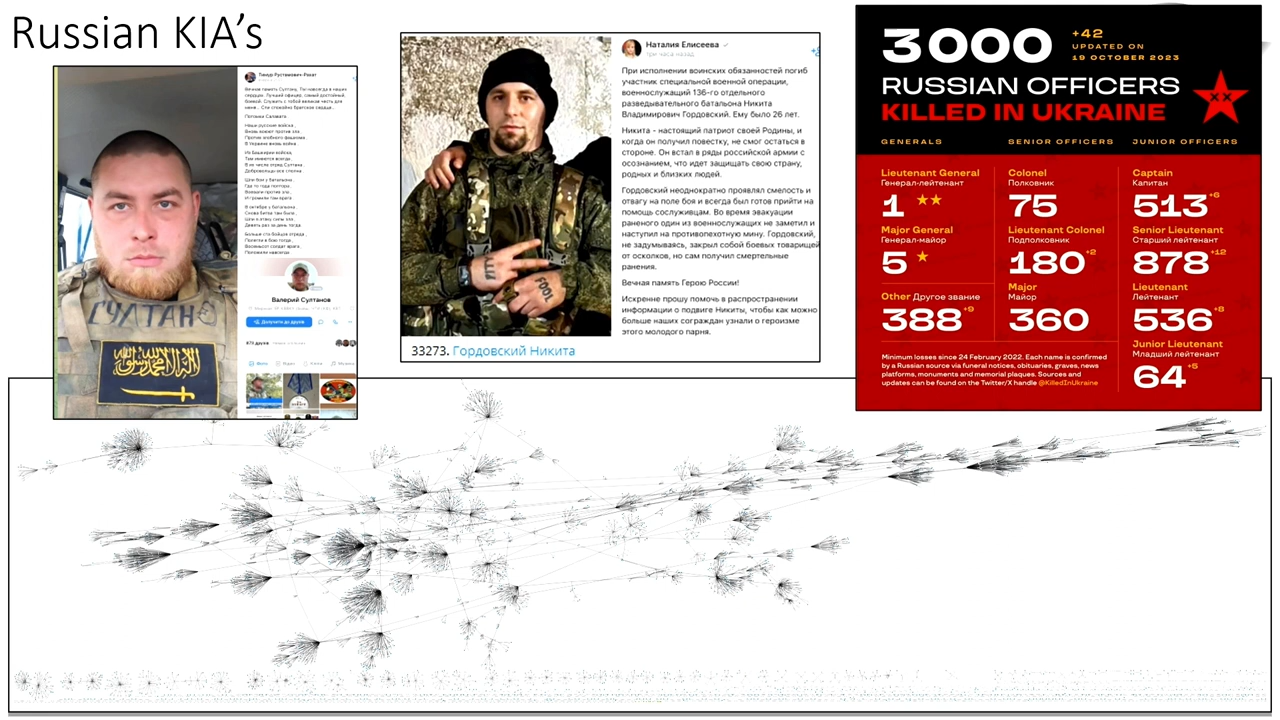 Russian KIA's
Тимур Рустамович-Рохат
Валерий Султанов
СУЛТАН
Наталия Елисеева
три часа назад
При исполнении воинских обязанностей погиб
участник специальной военной операции,
военнослужащий 136-го отдельного
разведывательного батальона Никита
Владимирович Гордовский. Ему было 26 лет.
Никита - настоящий патриот своей Родины, и
когда он получил повестку, не смог остаться в
стороне. Он встал в ряды российской армии с
осознанием, что идет защищать свою страну,
родных и близких людей.
Гордовский неоднократно проявлял смелость и
отвагу на поле боя и всегда был готов прийти на
помощь сослуживцам. Во время эвакуации
раненого один из военнослужащих не заметил и
наступил на противопехотную мину. Гордовский,
не задумываясь, закрыл собой боевых товарищей
от осколков, но сам получил смертельные
ранения.
Вечная память Герою России!
Искренне прошу помочь в распространении
информации о подвиге Никиты, чтобы как можно
больше наших сограждан узнали о героизме
этого молодого парня.
33273. Гордовский Никита
3000
+42
UPDATED ON
19 OCTOBER 2023
RUSSIAN OFFICERS
KILLED IN UKRAINE
GENERALS SENIOR OFFICERS JUNIOR OFFICERS
Lieutenant General
Генерал-лейтенант
1
Major General
Генерал-майор
5
Other Другое звание
388 +9
Colonel
Полковник
75
Lieutenant Colonel
Подполковник
180 +2
Major
Майор
360
Captain
Капитан
513 +6
Senior Lieutenant
Старший лейтенант
878 +12
Lieutenant
Лейтенант
536 +8
Junior Lieutenant
Младший лейтенант
64 +5
Minimum losses since 24 February 2022. Each name is confirmed
by a Russian source via funeral notices, obituaries, graves, news
platforms, monuments and memorial plaques. Sources and
updates can be found on the Twitter/X handle @KilledInUkraine